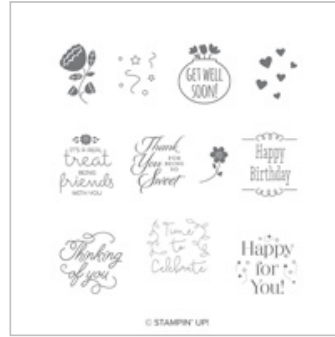 GET WELL
SOON!
IT'S A REAL
treat
BEING
friends
WITH YOU
Thank
You FOR
BEING
SO
Sweet
Happy
Birthday
Thinking
of you
Time
to
Celebrate
Happy
for
You!
© STAMPIN' UP!